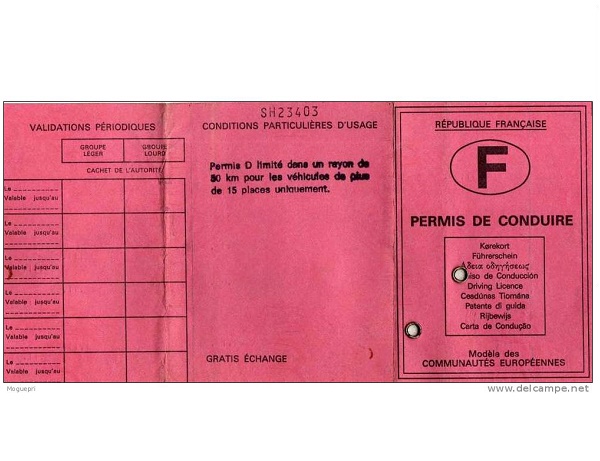 VALIDATIONS PÉRIODIQUES
GROUPE LÉGER
GROUPE LOURD
CACHET DE L'AUTORITÉ
Le
Valable jusqu'au
Le
Valable jusqu'au
Le
Valable jusqu'au
Le
Valable jusqu'au
Le
Valable jusqu'au
Le
Valable jusqu'au
Moguepri
SH23403
CONDITIONS PARTICULIÈRES D'USAGE
Permis D limité dans un rayon de
50 km pour les véhicules de plus
de 15 places uniquement.
GRATIS ÉCHANGE
RÉPUBLIQUE FRANÇAISE
F
PERMIS DE CONDUIRE
Kørekort
Führerschein
Άδεια οδηγήσεως
de Conducción
Driving Licence
Ceadúnas Tiomána
Patente di guida
Rijbewijs
Carta de Condução
Modèle des
COMMUNAUTÉS EUROPÉENNES
www.delcampe.net